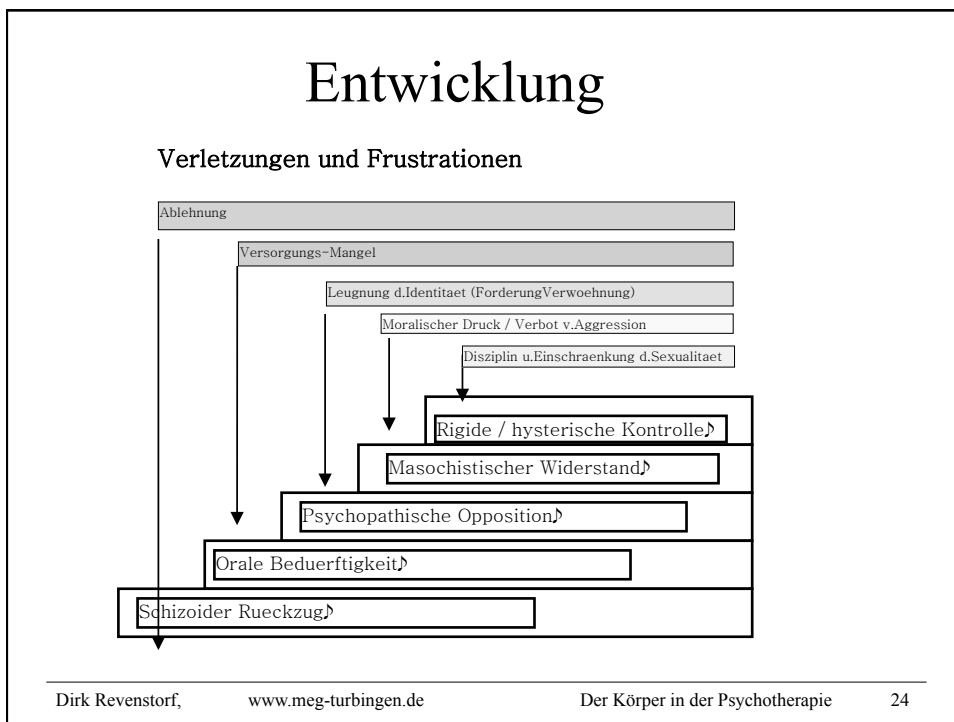 Entwicklung
Verletzungen und Frustrationen
Ablehnung
Versorgungs-Mangel
Leugnung d.Identitaet (ForderungVerwoehnung)
Moralischer Druck / Verbot v.Aggression
Disziplin u.Einschraenkung d.Sexualitaet
Rigide / hysterische Kontrolle♪
Masochistischer Widerstand♪
Psychopathische Opposition♪
Orale Beduerftigkeit♪
Schizoider Rueckzug♪
Dirk Revenstorf, www.meg-turbingen.de Der Körper in der Psychotherapie 24